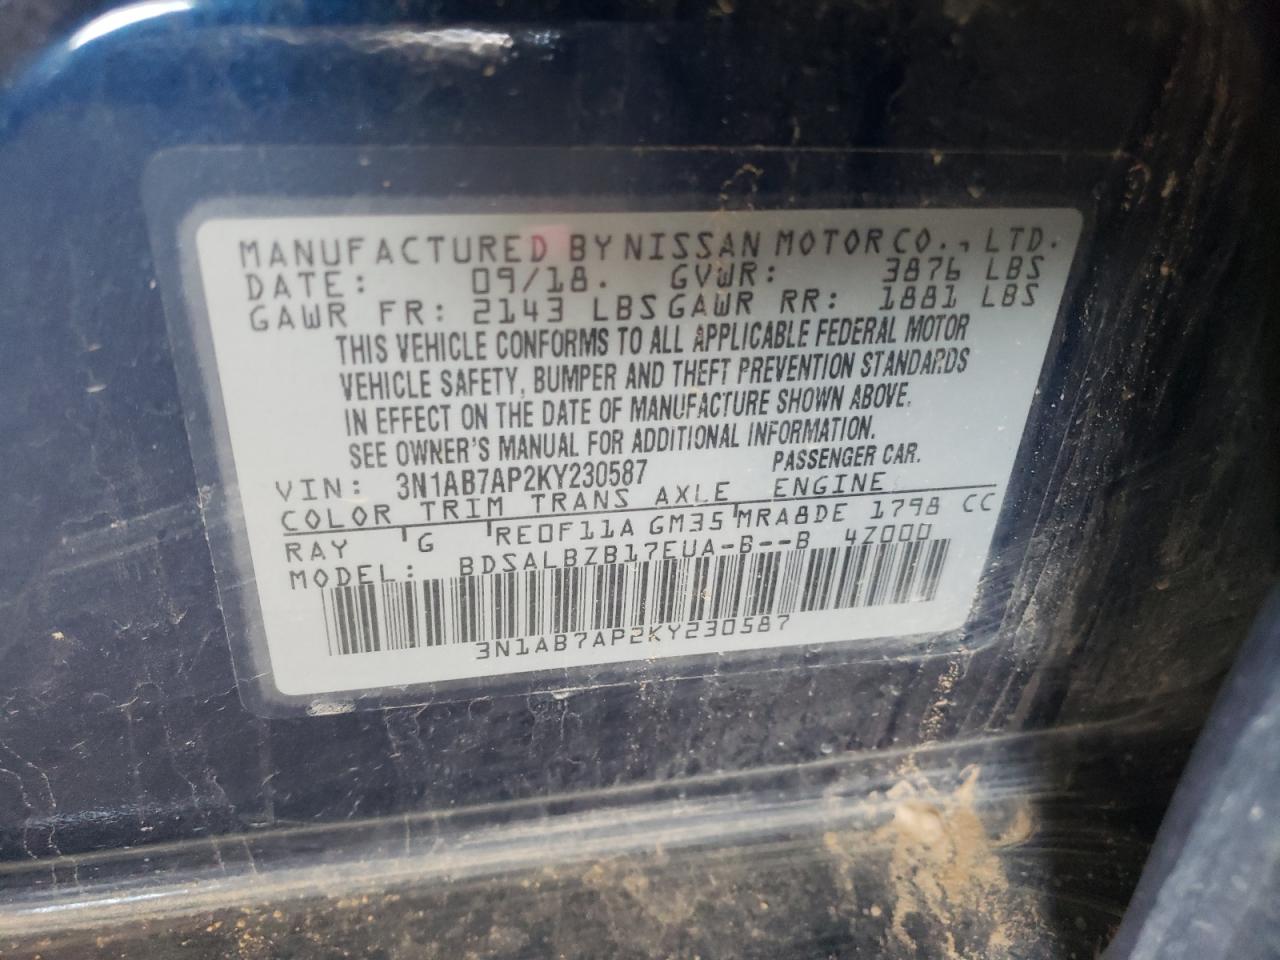 MANUFACTURED BY NISSAN MOTOR CO., LTD.
DATE: 09/18. GVWR: 3876 LBS
GAWR FR: 2143 LBS GAWR RR: 1881 LBS
THIS VEHICLE CONFORMS TO ALL APPLICABLE FEDERAL MOTOR
VEHICLE SAFETY, BUMPER AND THEFT PREVENTION STANDARDS
IN EFFECT ON THE DATE OF MANUFACTURE SHOWN ABOVE.
SEE OWNER'S MANUAL FOR ADDITIONAL INFORMATION.
VIN: 3N1AB7AP2KY230587 PASSENGER CAR.
COLOR TRIM TRANS AXLE ENGINE
RAY G RE0F11A GM35 MRA8DE 1798 CC
MODEL: BDSALBZB17EUA-B--B 4Z000
3N1AB7AP2KY230587